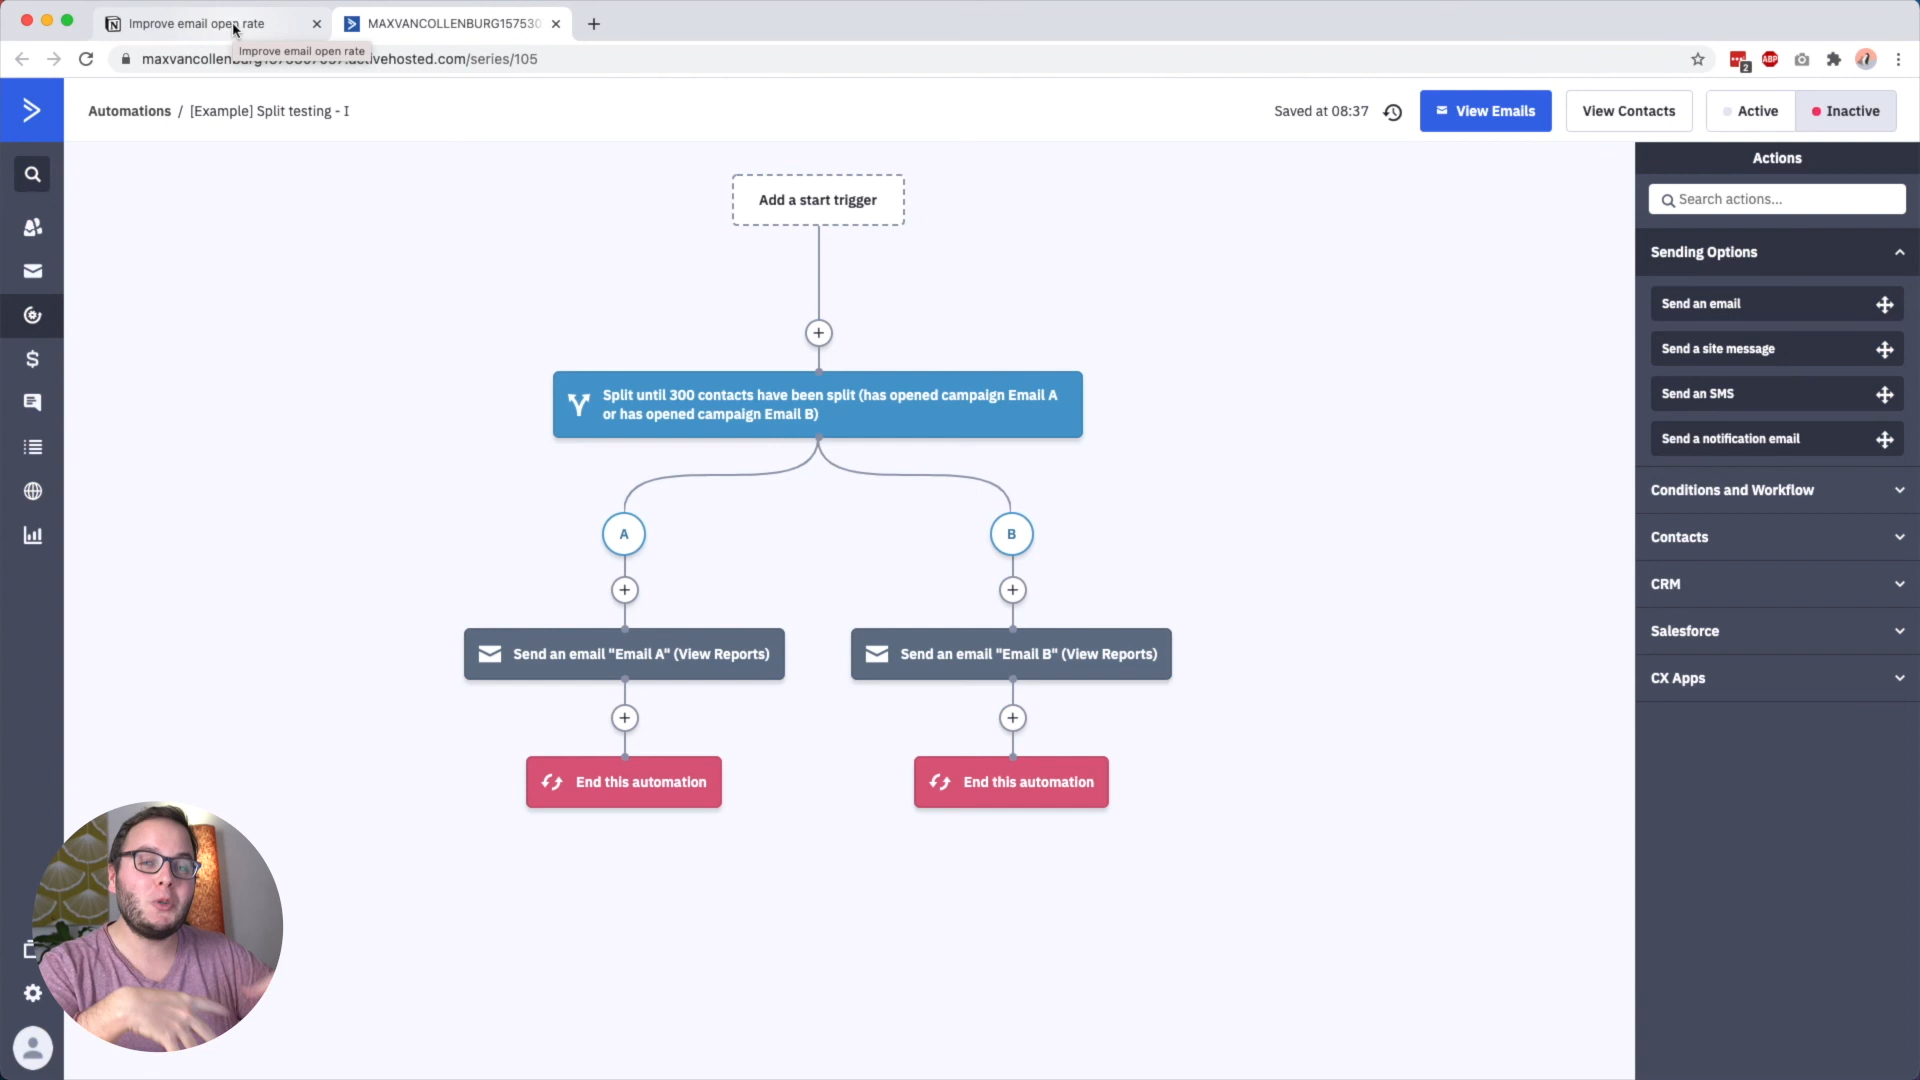 Improve email open rate
MAXVANCOLLENBURG157530
Improve email open rate
activehosted.com/series/105
Automations / [Example] Split testing - I
Saved at 08:37
View Emails
View Contacts
Active
Inactive
Actions
Add a start trigger
Search actions...
Sending Options
Send an email
Send a site message
Send an SMS
Send a notification email
Conditions and Workflow
Contacts
CRM
Salesforce
CX Apps
Split until 300 contacts have been split (has opened campaign Email A
or has opened campaign Email B)
A
B
Send an email "Email A" (View Reports)
Send an email "Email B" (View Reports)
End this automation
End this automation
2
ABP